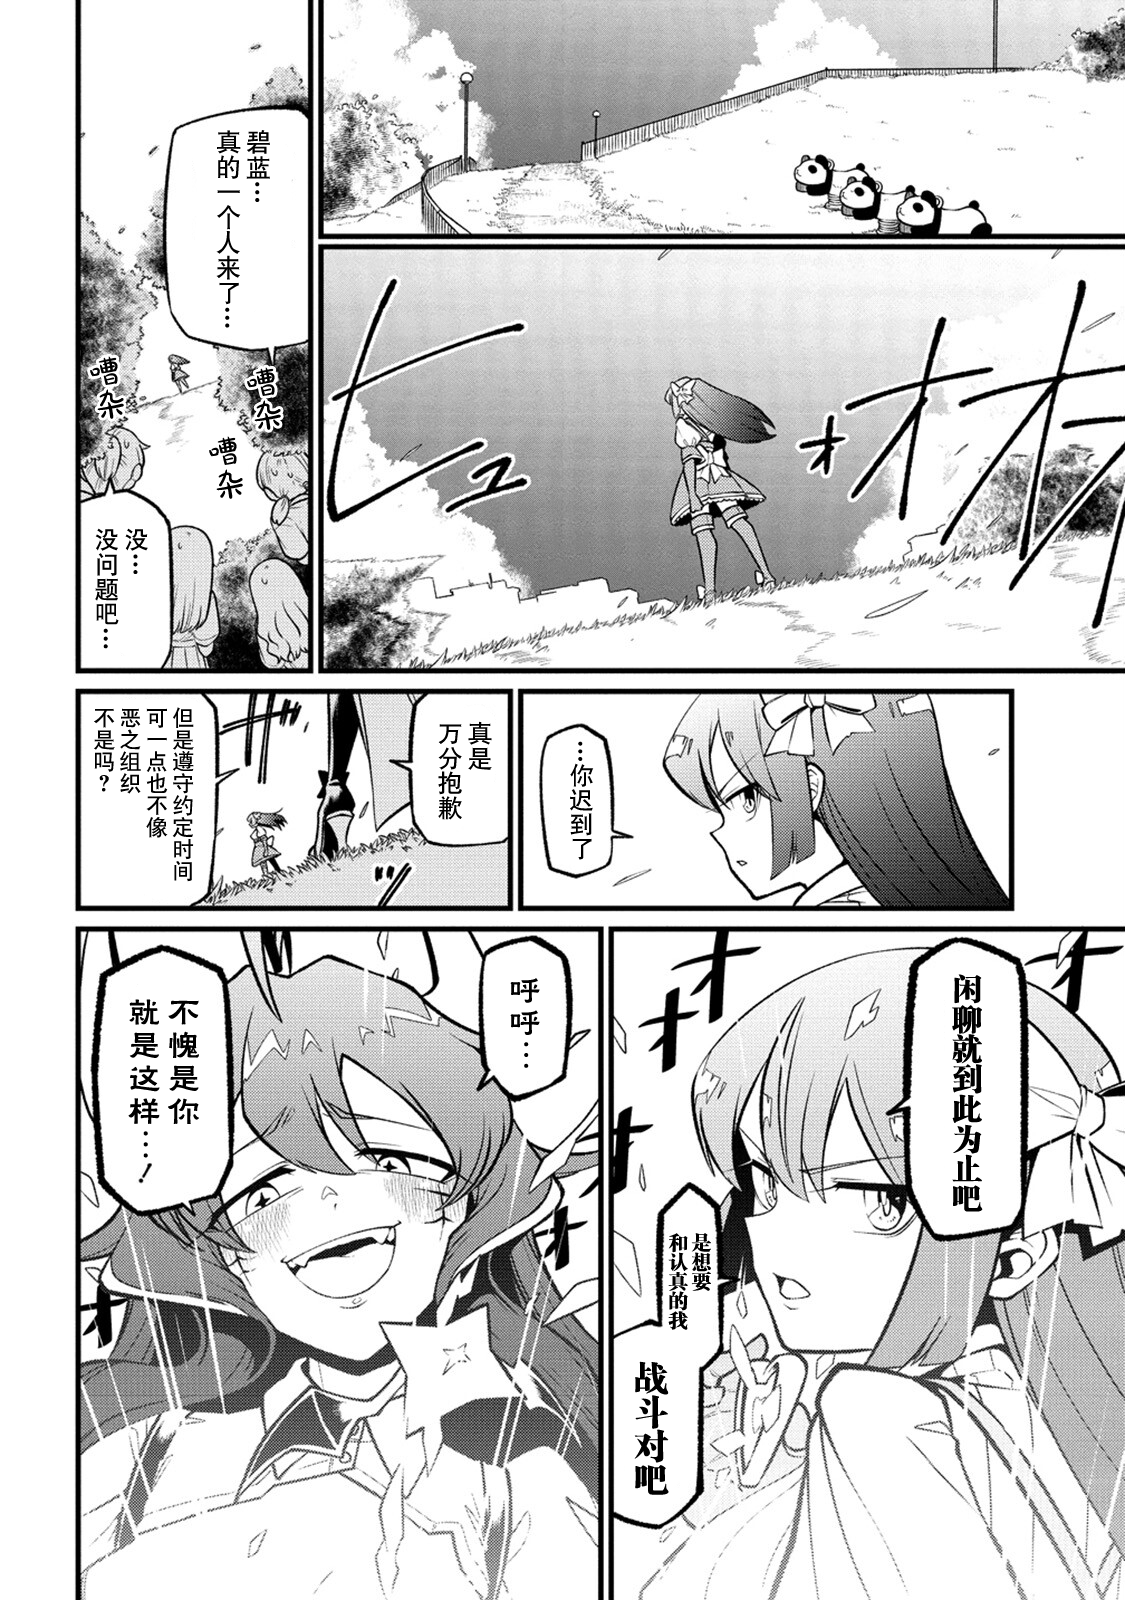 ヒュオオオ…
碧蓝…
真的一个人来了…
嘈杂
嘈杂
嘈杂
没…
没问题吧…
…你迟到了
真是
万分抱歉
但是遵守约定时间
可一点也不像
恶之组织
不是吗？
闲聊就到此为止吧
是想要
和认真的我
战斗对吧
呼
呼…
不愧是你
就是这样…！